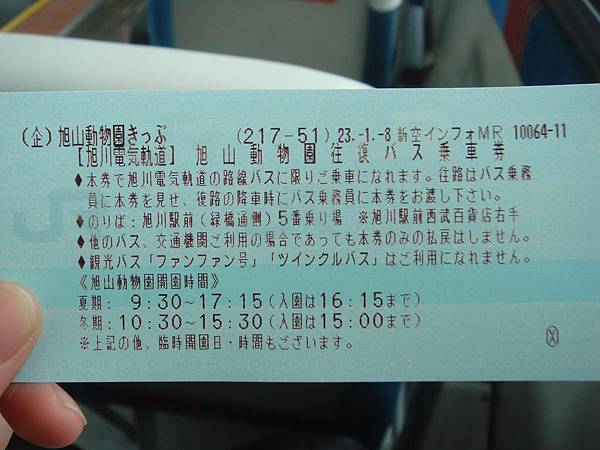 (企)旭山動物園きっぷ (217-51) 23.-1.-8 新空インフォMR 10064-11
【旭川電気軌道】 旭山動物園往復バス乗車券
♦本券で旭川電気軌道の路線バスに限りご乗車になれます。往路はバス乗務
員に本券を見せ、復路の降車時にバス乗務員に本券をお渡し下さい。
♦のりば：旭川駅前（緑橋通側）5番乗り場 ※旭川駅前西武百貨店右手
♦他のバス、交通機関ご利用の場合であっても本券のみの払戻はしません。
♦観光バス「ファンファン号」「ツインクルバス」はご利用になれません。
《旭山動物園開園時間》
夏期：9:30～17:15（入園は16:15まで）
冬期：10:30～15:30（入園は15:00まで）
※上記の他、臨時開園日・時間もございます。